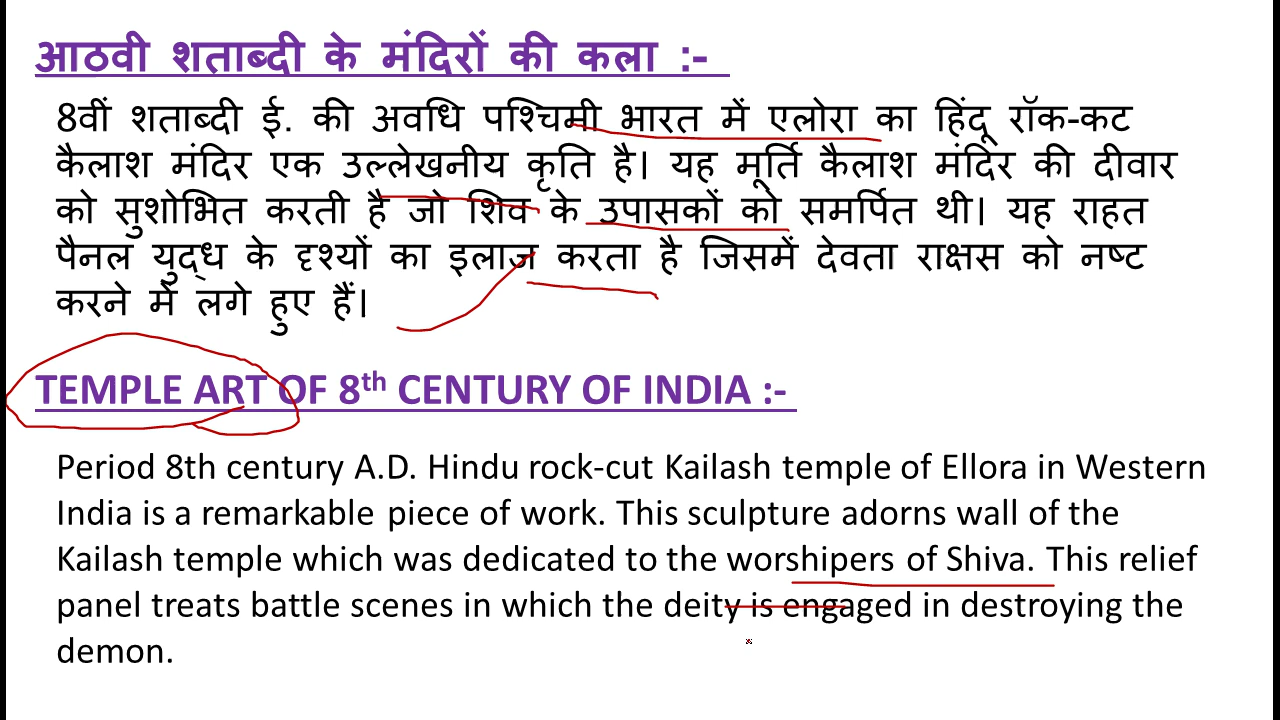 आठवी शताब्दी के मंदिरों की कला :-
8वीं शताब्दी ई. की अवधि पश्चिमी भारत में एलोरा का हिंदू रॉक-कट
कैलाश मंदिर एक उल्लेखनीय कृति है। यह मूर्ति कैलाश मंदिर की दीवार
को सुशोभित करती है जो शिव के उपासकों को समर्पित थी। यह राहत
पैनल युद्ध के दृश्यों का इलाज करता है जिसमें देवता राक्षस को नष्ट
करने में लगे हुए हैं।
TEMPLE ART OF 8th CENTURY OF INDIA :-
Period 8th century A.D. Hindu rock-cut Kailash temple of Ellora in Western
India is a remarkable piece of work. This sculpture adorns wall of the
Kailash temple which was dedicated to the worshipers of Shiva. This relief
panel treats battle scenes in which the deity is engaged in destroying the
demon.